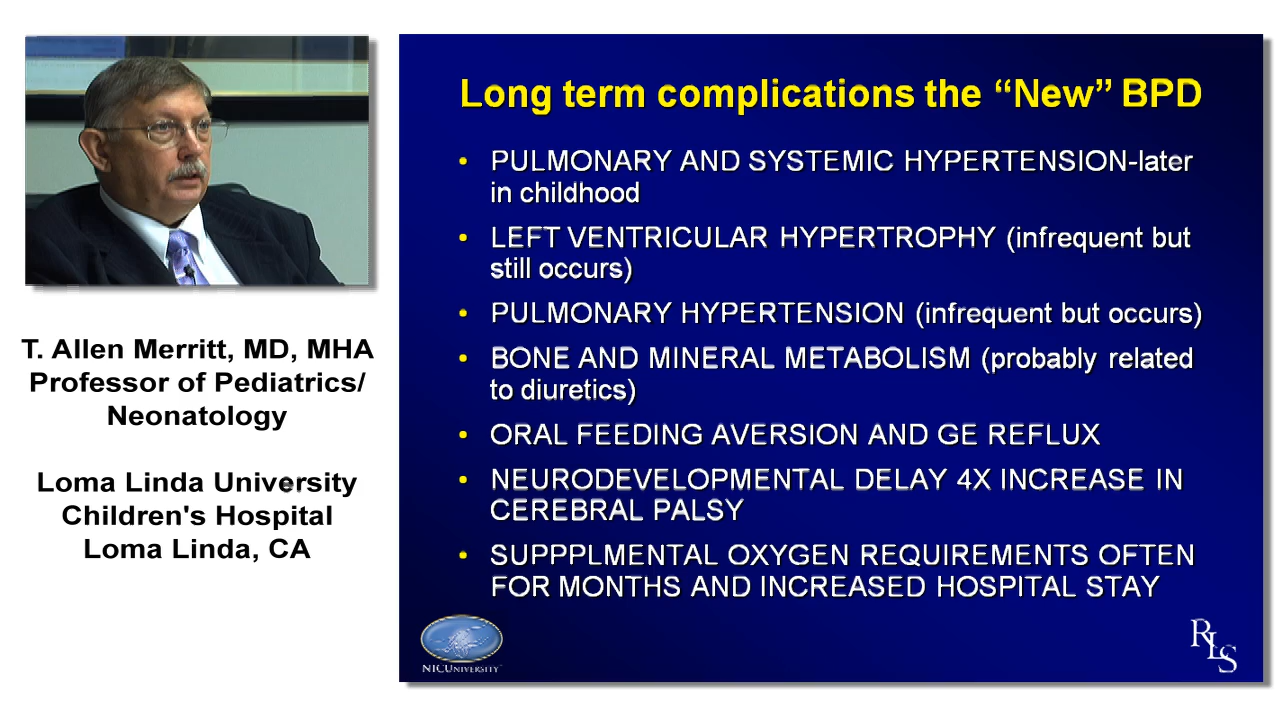 T. Allen Merritt, MD, MHA
Professor of Pediatrics/
Neonatology
Loma Linda University
Children's Hospital
Loma Linda, CA
Long term complications the “New” BPD
• PULMONARY AND SYSTEMIC HYPERTENSION-later
in childhood
• LEFT VENTRICULAR HYPERTROPHY (infrequent but
still occurs)
• PULMONARY HYPERTENSION (infrequent but occurs)
• BONE AND MINERAL METABOLISM (probably related
to diuretics)
• ORAL FEEDING AVERSION AND GE REFLUX
• NEURODEVELOPMENTAL DELAY 4X INCREASE IN
CEREBRAL PALSY
• SUPPPLMENTAL OXYGEN REQUIREMENTS OFTEN
FOR MONTHS AND INCREASED HOSPITAL STAY
NICUNIVERSITY
RLS